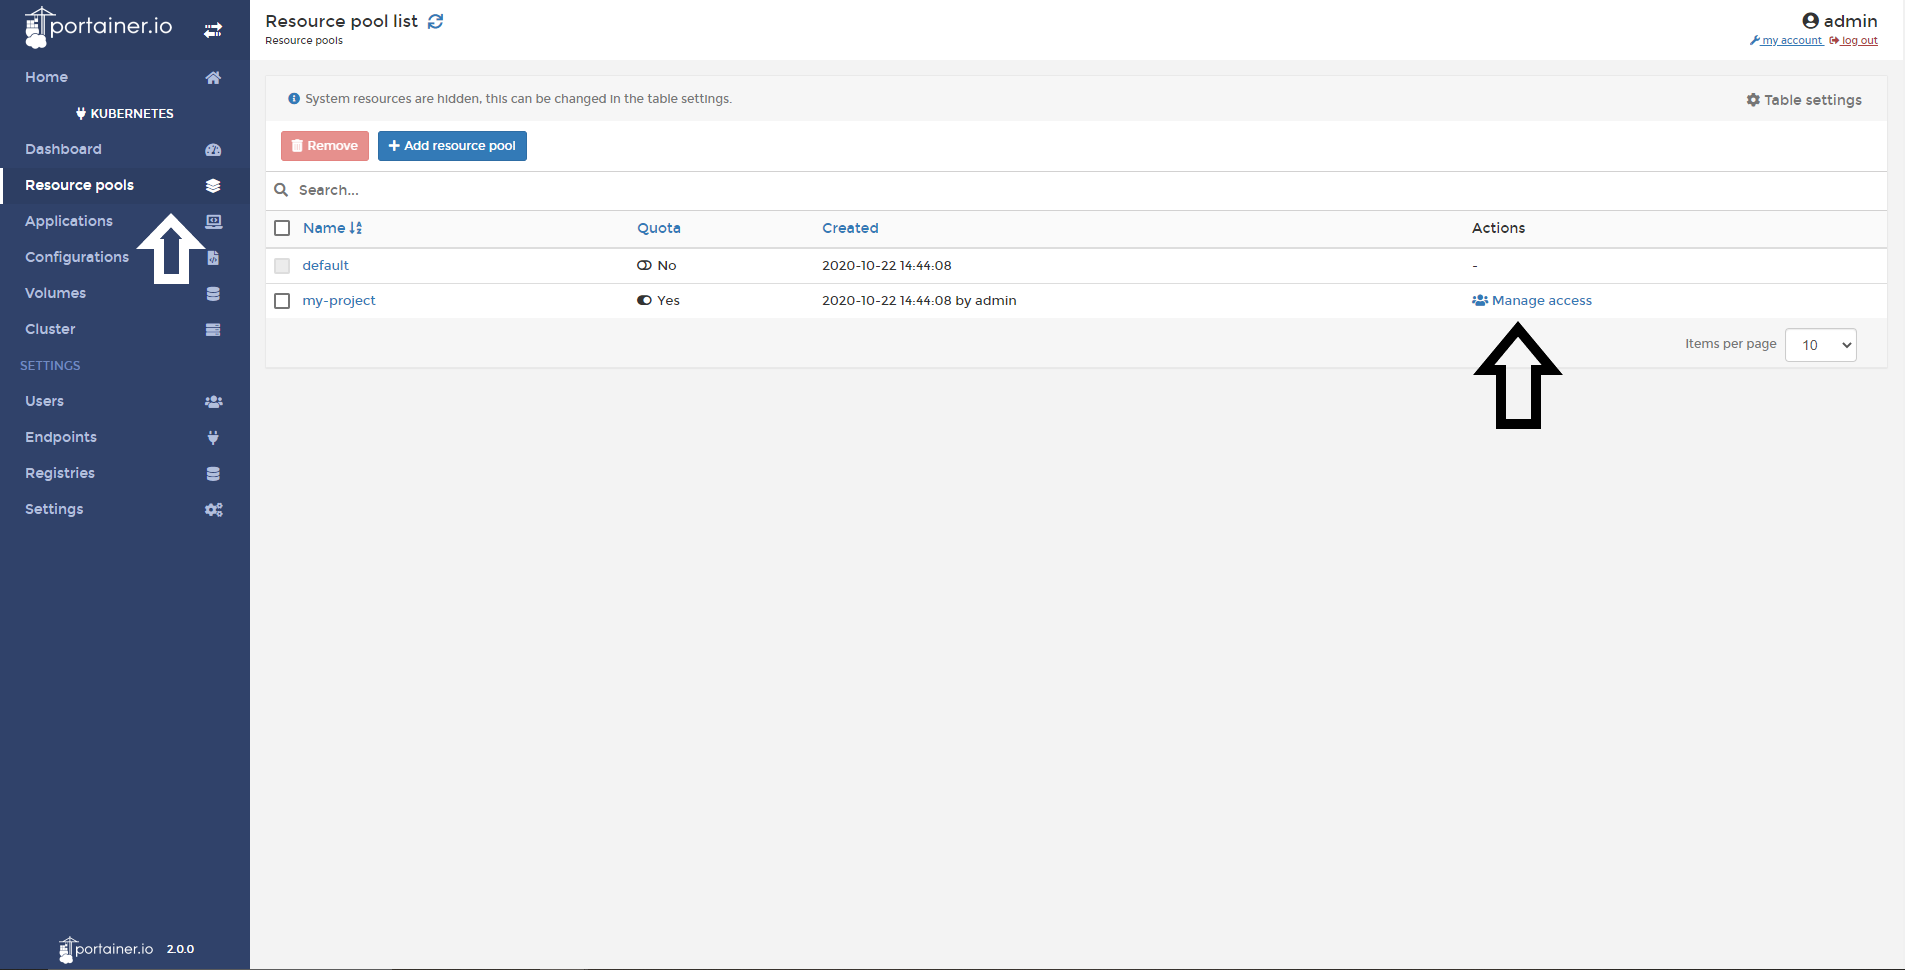 portainer.io
Home
KUBERNETES
Dashboard
Resource pools
Applications
Configurations
Volumes
Cluster
SETTINGS
Users
Endpoints
Registries
Settings
portainer.io 2.0.0
Resource pool list
Resource pools
admin
my account log out
System resources are hidden, this can be changed in the table settings.
Table settings
Remove Add resource pool
Search...
Name Quota Created Actions
default No 2020-10-22 14:44:08 -
my-project Yes 2020-10-22 14:44:08 by admin Manage access
Items per page 10